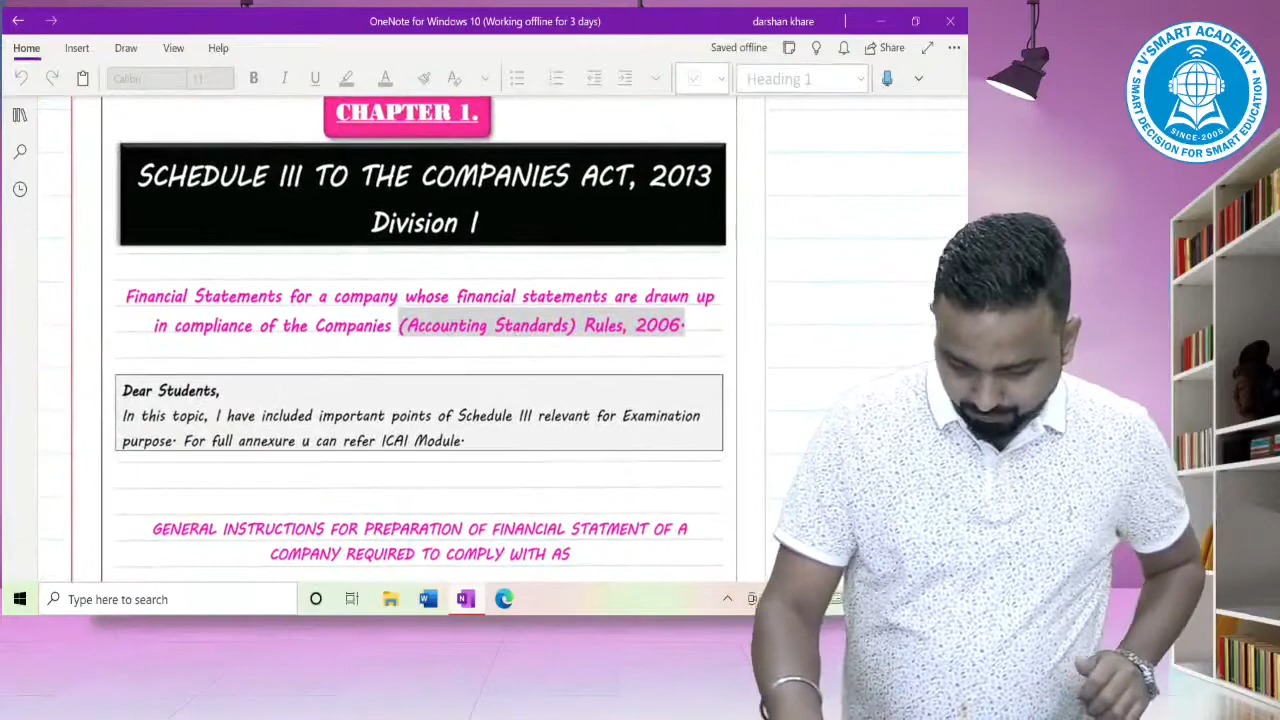 OneNote for Windows 10 (Working offline for 3 days)
darshan khare
Home Insert Draw View Help
Saved offline
Share
Calibri 11
B I U A
Heading 1
CHAPTER 1.
SCHEDULE III TO THE COMPANIES ACT, 2013
Division I
Financial Statements for a company whose financial statements are drawn up
in compliance of the Companies (Accounting Standards) Rules, 2006.
Dear Students,
In this topic, I have included important points of Schedule III relevant for Examination
purpose. For full annexure u can refer ICAI Module.
GENERAL INSTRUCTIONS FOR PREPARATION OF FINANCIAL STATMENT OF A
COMPANY REQUIRED TO COMPLY WITH AS
Type here to search
V'SMART ACADEMY
SINCE-2005
SMART DECISION FOR SMART EDUCATION